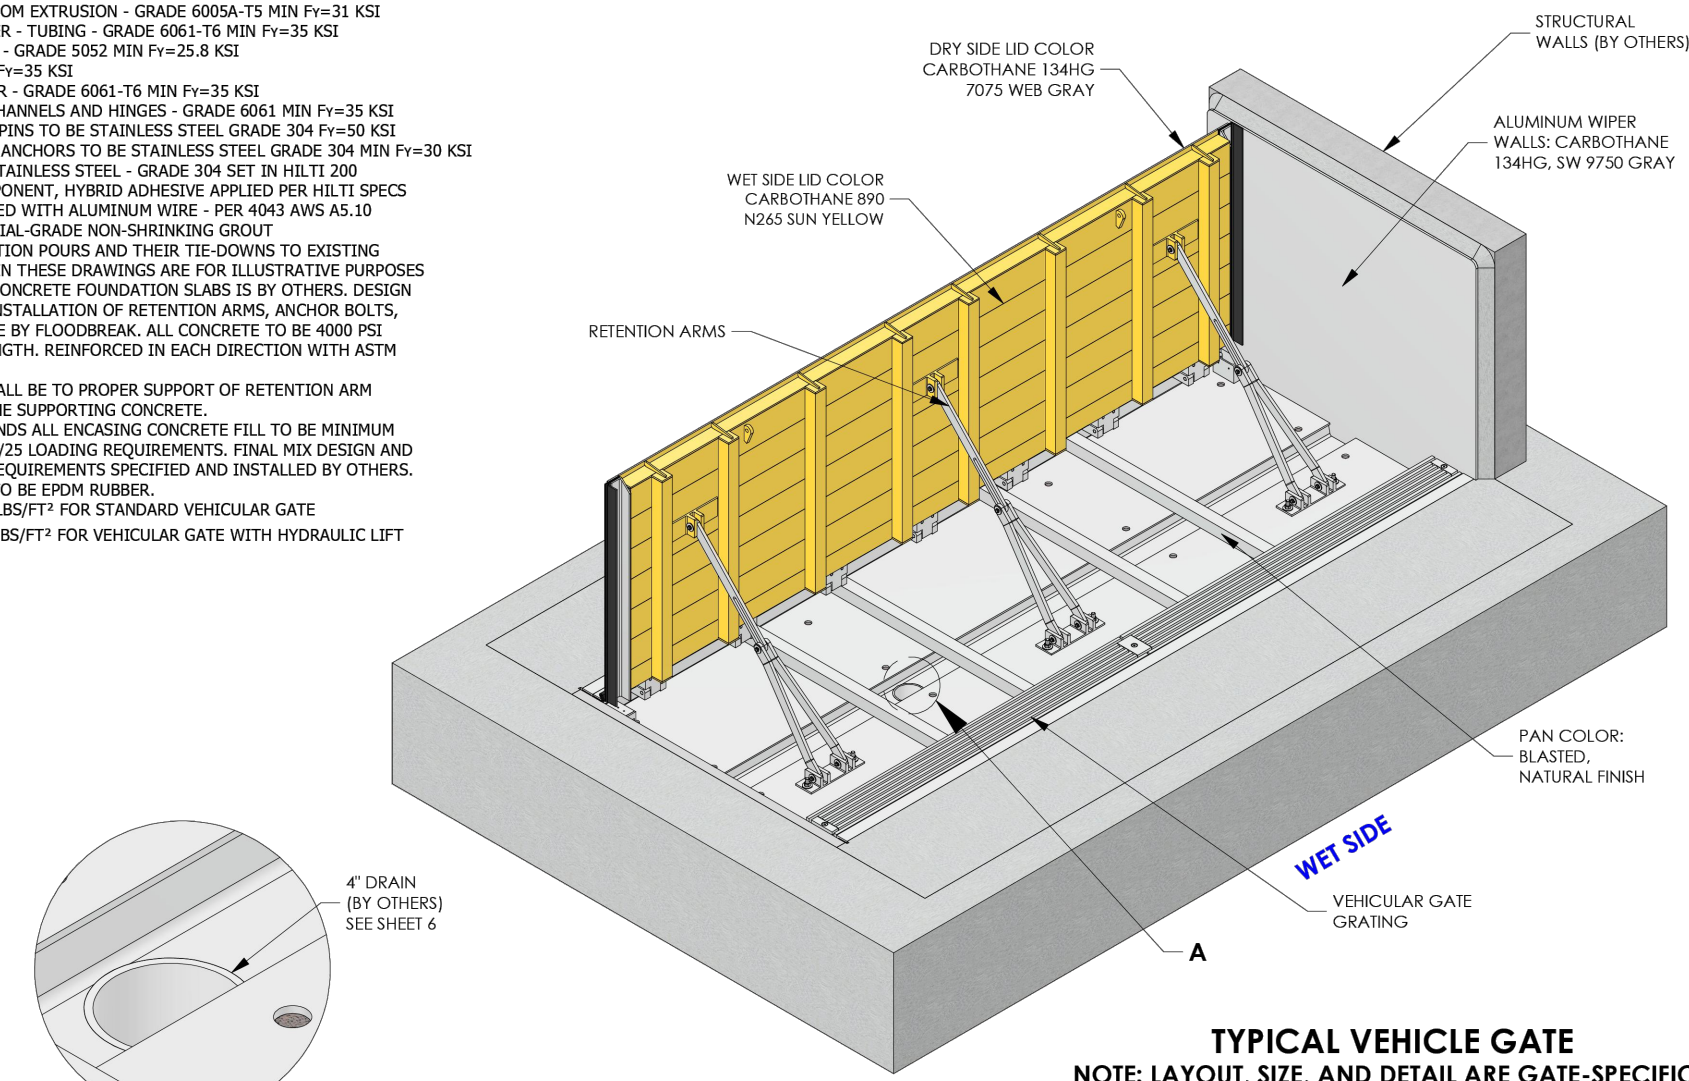 OM EXTRUSION - GRADE 6005A-T5 MIN Fy=31 KSI
R - TUBING - GRADE 6061-T6 MIN Fy=35 KSI
- GRADE 5052 MIN Fy=25.8 KSI
Fy=35 KSI
R - GRADE 6061-T6 MIN Fy=35 KSI
HANNELS AND HINGES - GRADE 6061 MIN Fy=35 KSI
PINS TO BE STAINLESS STEEL GRADE 304 Fy=50 KSI
ANCHORS TO BE STAINLESS STEEL GRADE 304 MIN Fy=30 KSI
TAINLESS STEEL - GRADE 304 SET IN HILTI 200
PONENT, HYBRID ADHESIVE APPLIED PER HILTI SPECS
ED WITH ALUMINUM WIRE - PER 4043 AWS A5.10
IAL-GRADE NON-SHRINKING GROUT
TION POURS AND THEIR TIE-DOWNS TO EXISTING
IN THESE DRAWINGS ARE FOR ILLUSTRATIVE PURPOSES
ONCRETE FOUNDATION SLABS IS BY OTHERS. DESIGN
NSTALLATION OF RETENTION ARMS, ANCHOR BOLTS,
E BY FLOODBREAK. ALL CONCRETE TO BE 4000 PSI
NGTH. REINFORCED IN EACH DIRECTION WITH ASTM
ALL BE TO PROPER SUPPORT OF RETENTION ARM
HE SUPPORTING CONCRETE.
NDS ALL ENCASING CONCRETE FILL TO BE MINIMUM
/25 LOADING REQUIREMENTS. FINAL MIX DESIGN AND
EQUIREMENTS SPECIFIED AND INSTALLED BY OTHERS.
TO BE EPDM RUBBER.
LBS/FT² FOR STANDARD VEHICULAR GATE
BS/FT² FOR VEHICULAR GATE WITH HYDRAULIC LIFT
STRUCTURAL
WALLS (BY OTHERS)
DRY SIDE LID COLOR
CARBOTHANE 134HG
7075 WEB GRAY
ALUMINUM WIPER
WALLS: CARBOTHANE
134HG, SW 9750 GRAY
WET SIDE LID COLOR
CARBOTHANE 890
N265 SUN YELLOW
RETENTION ARMS
PAN COLOR:
BLASTED,
NATURAL FINISH
WET SIDE
VEHICULAR GATE
GRATING
A
4" DRAIN
(BY OTHERS)
SEE SHEET 6
TYPICAL VEHICLE GATE
NOTE: LAYOUT, SIZE, AND DETAIL ARE GATE-SPECIFIC